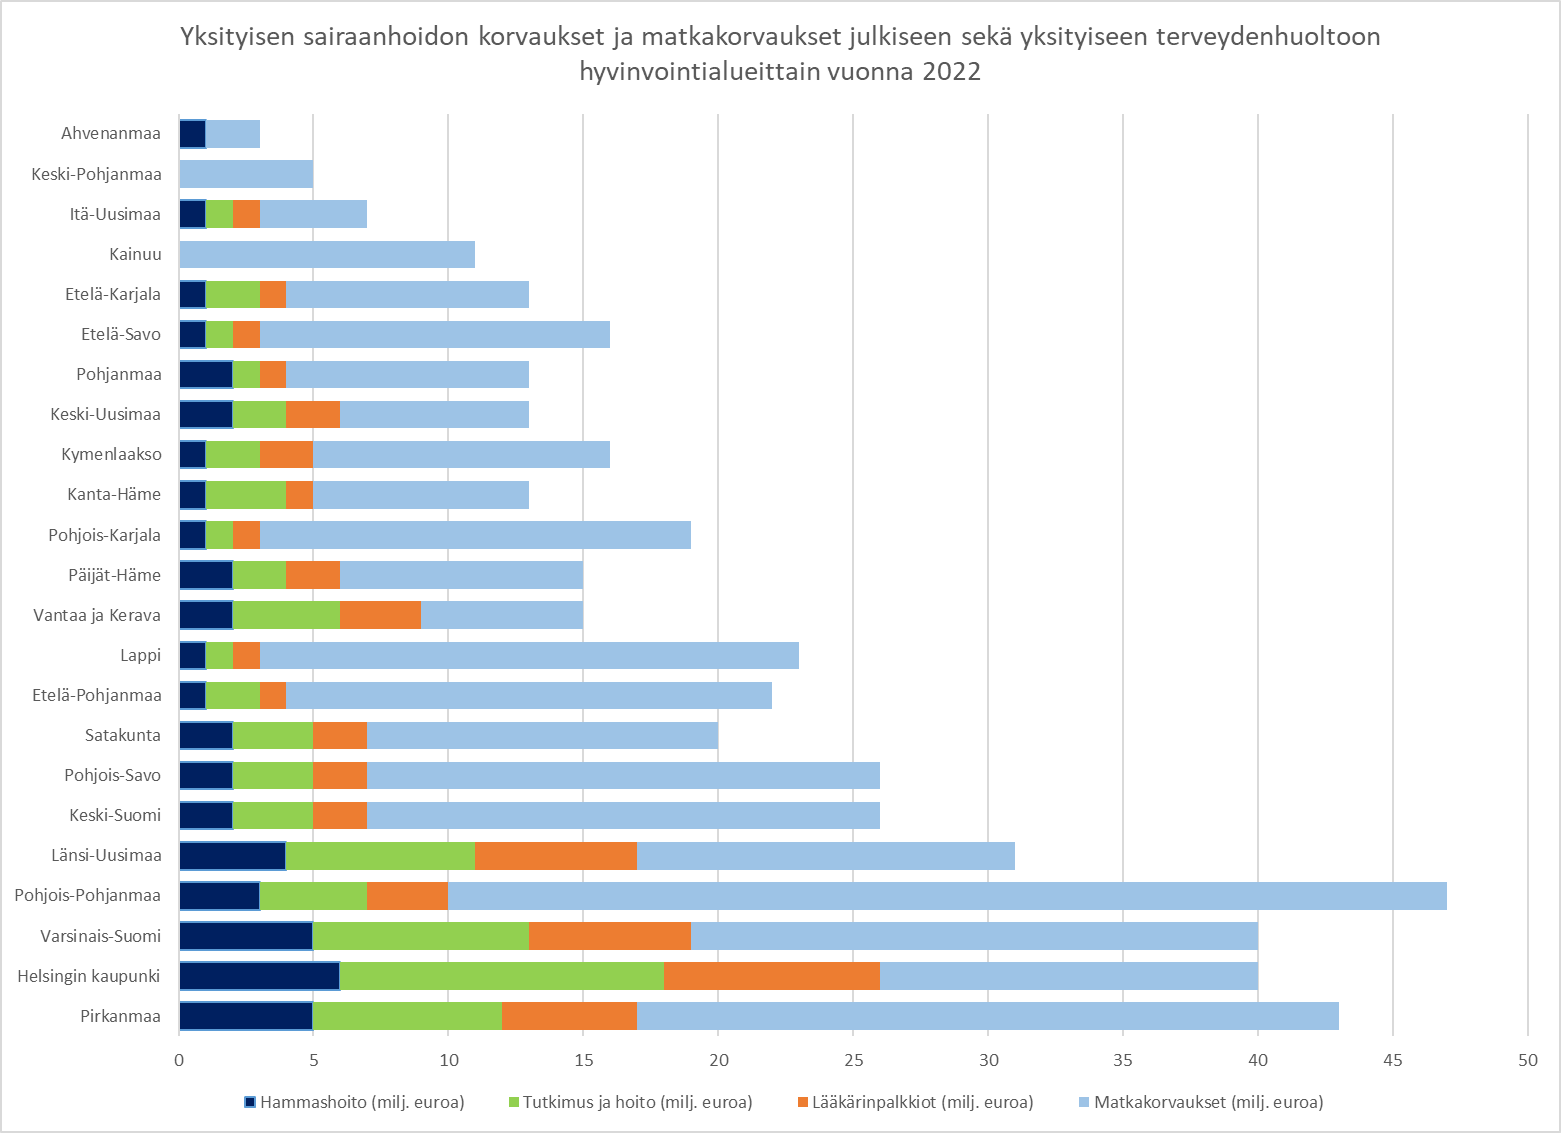 Yksityisen sairaanhoidon korvaukset ja matkakorvaukset julkiseen sekä yksityiseen terveydenhuoltoon
hyvinvointialueittain vuonna 2022
Ahvenanmaa
Keski-Pohjanmaa
Itä-Uusimaa
Kainuu
Etelä-Karjala
Etelä-Savo
Pohjanmaa
Keski-Uusimaa
Kymenlaakso
Kanta-Häme
Pohjois-Karjala
Päijät-Häme
Vantaa ja Kerava
Lappi
Etelä-Pohjanmaa
Satakunta
Pohjois-Savo
Keski-Suomi
Länsi-Uusimaa
Pohjois-Pohjanmaa
Varsinais-Suomi
Helsingin kaupunki
Pirkanmaa
0 5 10 15 20 25 30 35 40 45 50
Hammashoito (milj. euroa) Tutkimus ja hoito (milj. euroa) Lääkärinpalkkiot (milj. euroa) Matkakorvaukset (milj. euroa)